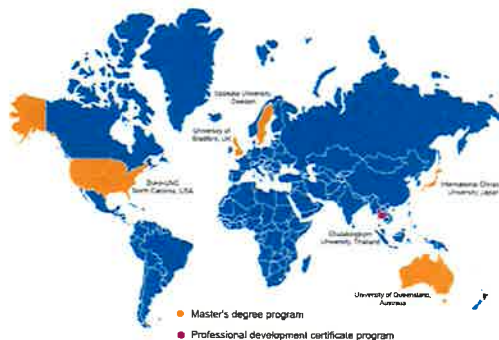 Uppsala University,
Sweden
University of
Bradford, UK
Duke-UNC
North Carolina, USA
International Christian
University, Japan
Chulalongkorn
University, Thailand
University of Queensland,
Australia
Master's degree program
Professional development certificate program